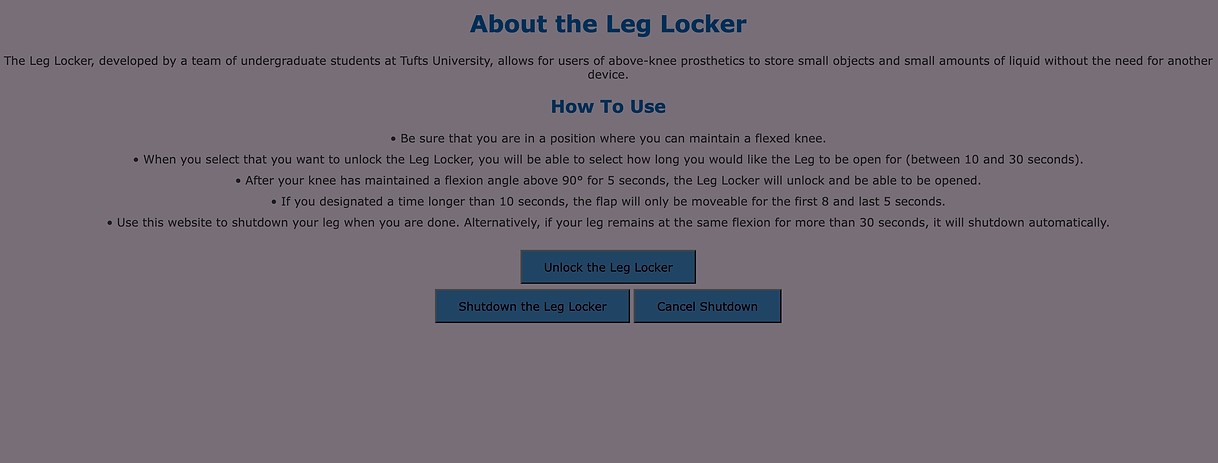 About the Leg Locker
The Leg Locker, developed by a team of undergraduate students at Tufts University, allows for users of above-knee prosthetics to store small objects and small amounts of liquid without the need for another
device.
How To Use
• Be sure that you are in a position where you can maintain a flexed knee.
• When you select that you want to unlock the Leg Locker, you will be able to select how long you would like the Leg to be open for (between 10 and 30 seconds).
• After your knee has maintained a flexion angle above 90° for 5 seconds, the Leg Locker will unlock and be able to be opened.
• If you designated a time longer than 10 seconds, the flap will only be moveable for the first 8 and last 5 seconds.
• Use this website to shutdown your leg when you are done. Alternatively, if your leg remains at the same flexion for more than 30 seconds, it will shutdown automatically.
Unlock the Leg Locker
Shutdown the Leg Locker Cancel Shutdown